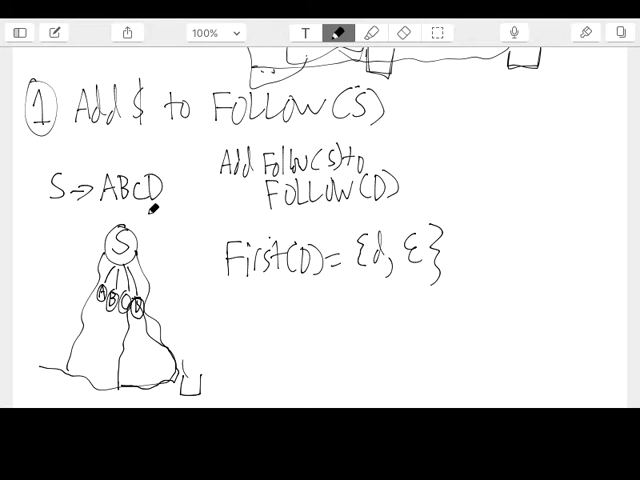 100%
T
1 Add $ to FOLLOW(S)
Add Follow(S) to
FOLLOW(D)
S → ABCD
First(D) = {d, ε}
S
A B C D